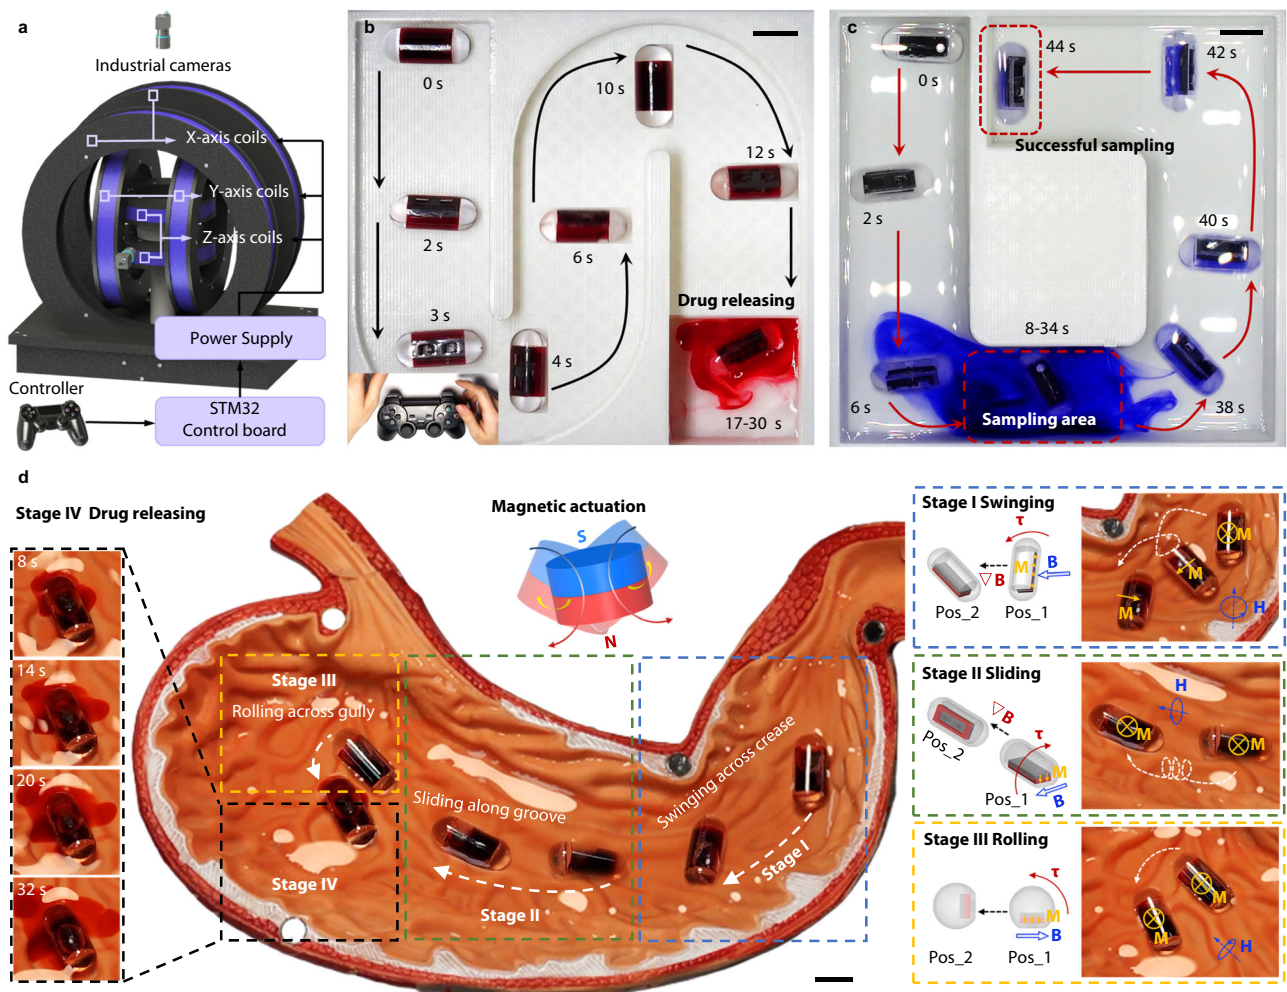 a
Industrial cameras
X-axis coils
Y-axis coils
Z-axis coils
Power Supply
Controller
STM32
Control board
b
0 s
2 s
3 s
4 s
6 s
10 s
12 s
Drug releasing
17-30 s
c
0 s
2 s
6 s
8-34 s
Sampling area
38 s
40 s
42 s
44 s
Successful sampling
d
Stage IV Drug releasing
8 s
14 s
20 s
32 s
Magnetic actuation
S
N
Stage III
Rolling across gully
Sliding along groove
Swinging across crease
Stage I
Stage II
Stage IV
Stage I Swinging
τ
M
B
▽B
Pos_2
Pos_1
M
M
M
H
Stage II Sliding
▽B
τ
M
B
Pos_2
Pos_1
H
M
M
Stage III Rolling
τ
M
B
Pos_2
Pos_1
M
M
H